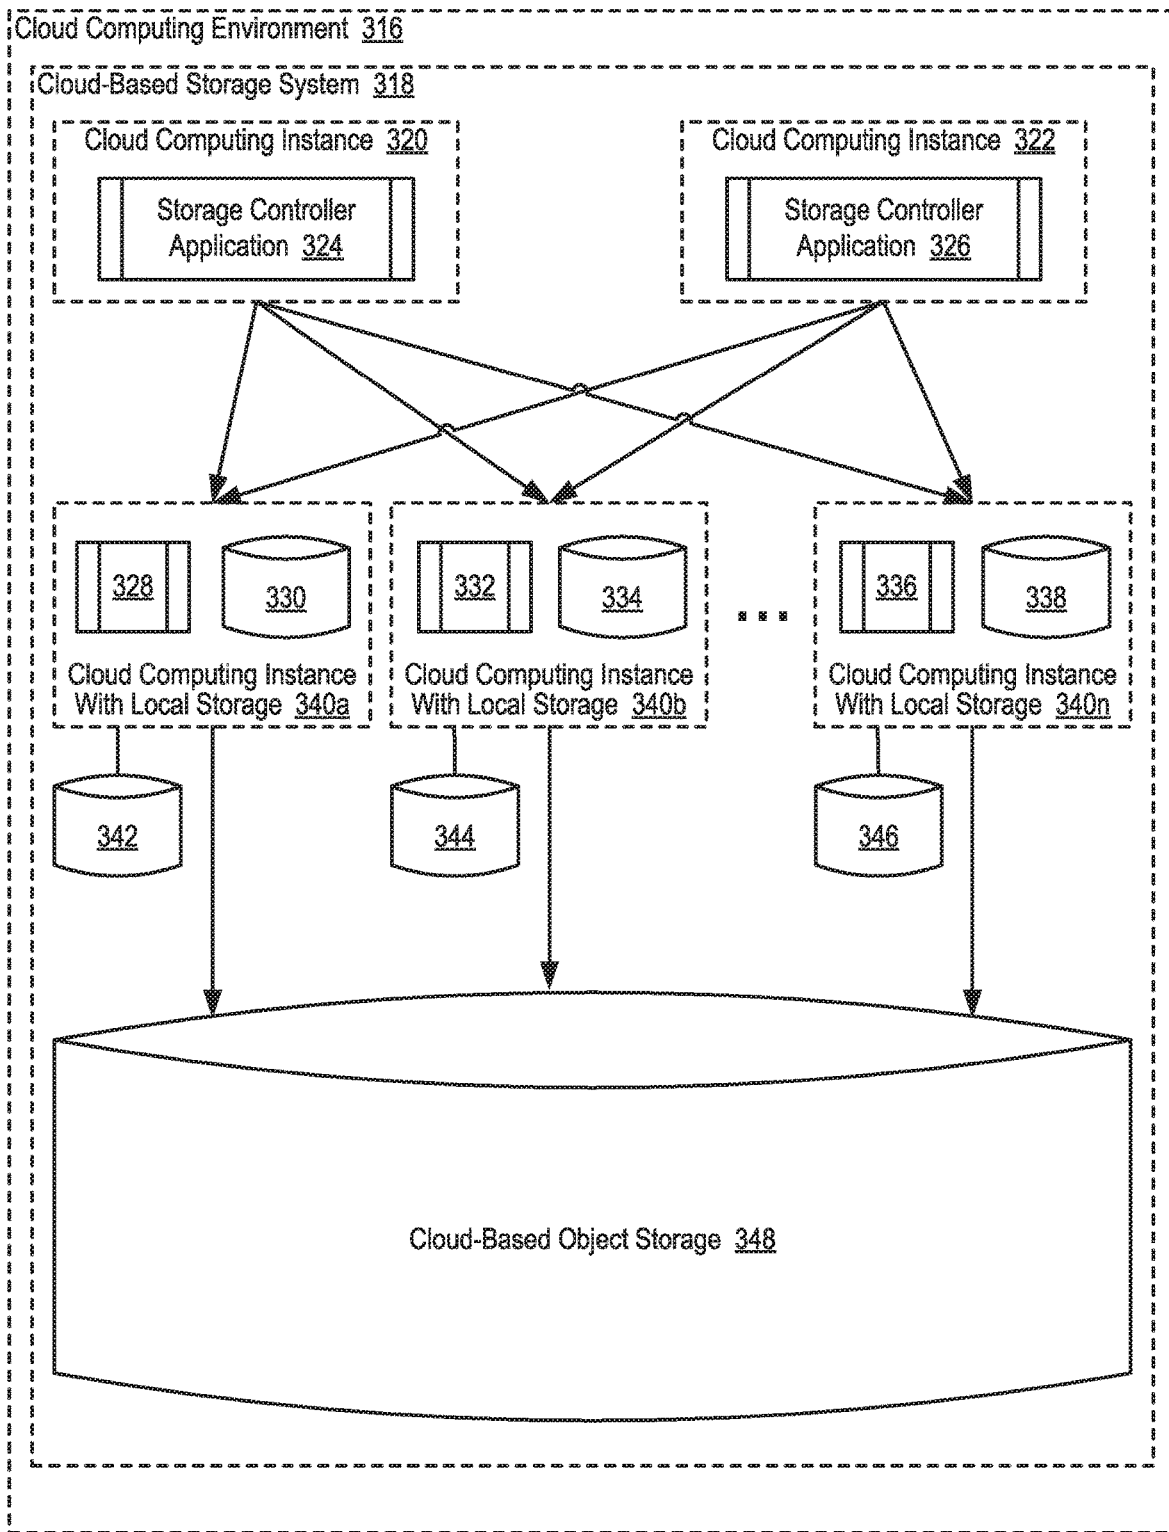 Cloud Computing Environment 316
Cloud-Based Storage System 318
Cloud Computing Instance 320
Storage Controller
Application 324
Cloud Computing Instance 322
Storage Controller
Application 326
328
330
Cloud Computing Instance
With Local Storage 340a
332
334
Cloud Computing Instance
With Local Storage 340b
...
336
338
Cloud Computing Instance
With Local Storage 340n
342
344
346
Cloud-Based Object Storage 348